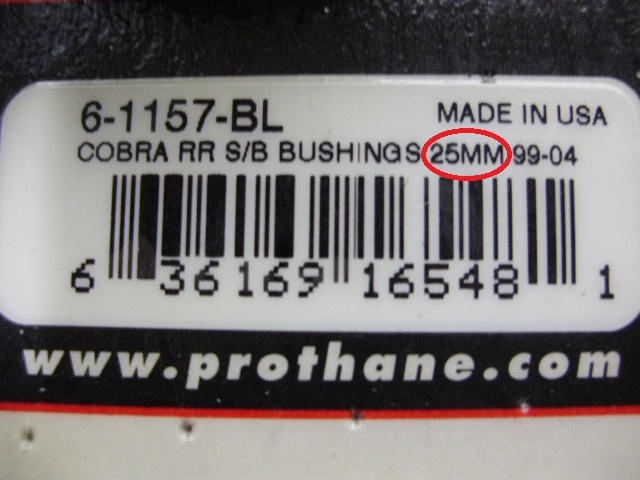 6-1157-BL MADE IN USA
COBRA RR S/B BUSHINGS 25MM 99-04
6 36169 16548 1
www.prothane.com